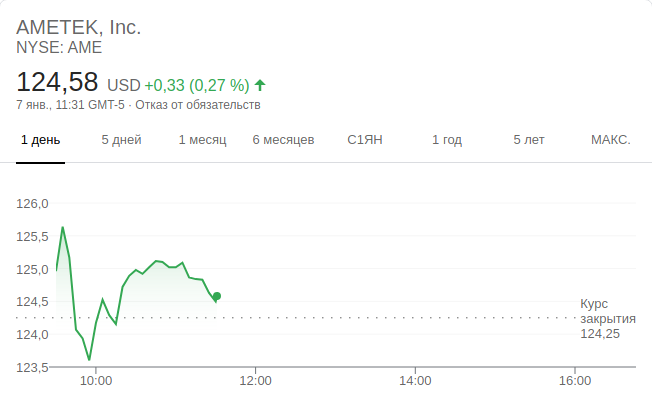 AMETEK, Inc.
NYSE: AME
124,58 USD +0,33 (0,27 %)
7 янв., 11:31 GMT-5 · Отказ от обязательств
1 день 5 дней 1 месяц 6 месяцев С1ЯН 1 год 5 лет МАКС.
126,0
125,5
125,0
124,5
124,0
123,5
Курс
закрытия
124,25
10:00 12:00 14:00 16:00